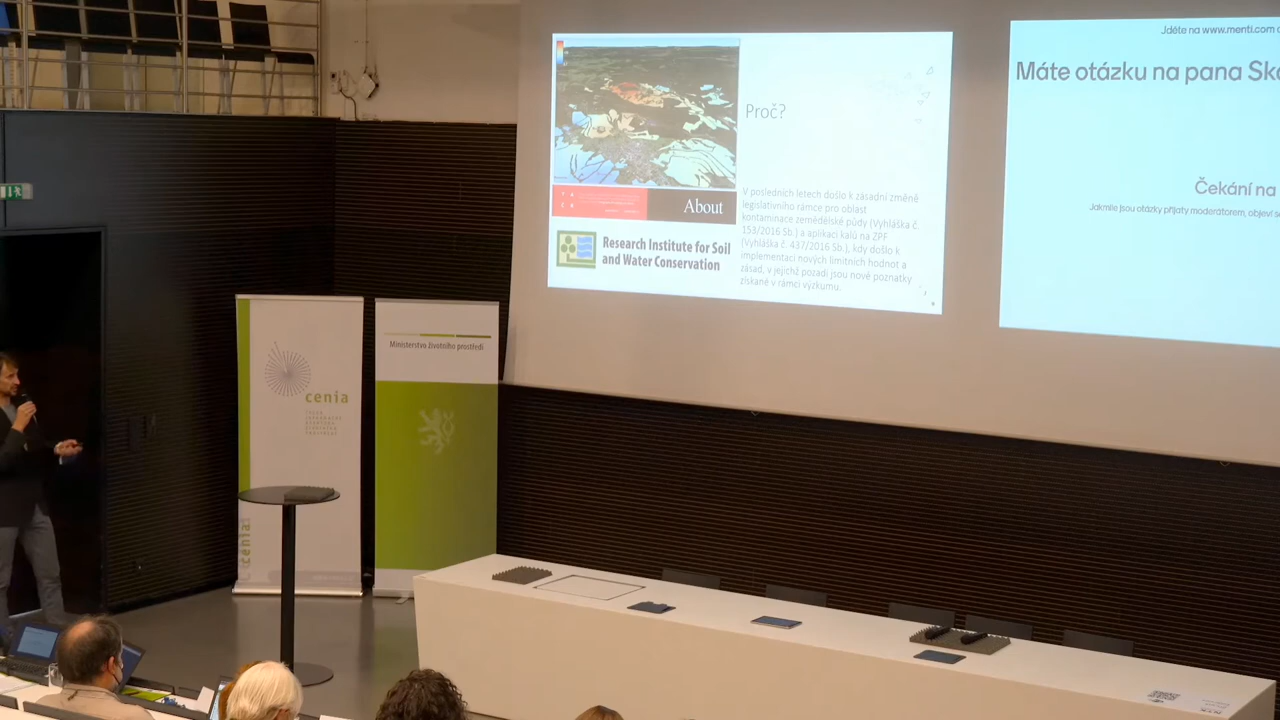 Proč?
V posledních letech došlo k zásadní změně
legislativního rámce pro oblast
kontaminace zemědělské půdy (Vyhláška č.
153/2016 Sb.) a aplikaci kalů na ZPF
(Vyhláška č. 437/2016 Sb.), kdy došlo k
implementaci nových limitních hodnot a
zásad, v jejichž pozadí jsou nové poznatky
získané v rámci výzkumu.
About
Research Institute for Soil
and Water Conservation
Jděte na www.menti.com
Máte otázku na pana
Čekání na
Jakmile jsou otázky přijaty moderátorem, objeví
cenia
Ministerstvo životního prostředí
cenia